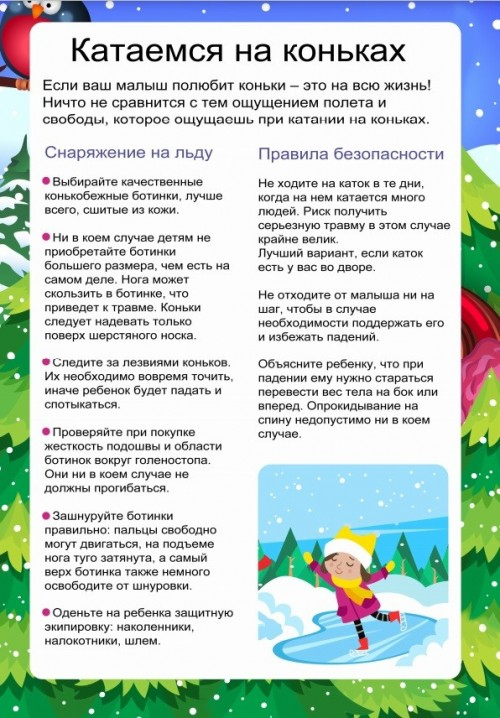 Катаемся на коньках
Если ваш малыш полюбит коньки – это на всю жизнь!
Ничто не сравнится с тем ощущением полета и
свободы, которое ощущаешь при катании на коньках.
Снаряжение на льду
Выбирайте качественные
конькобежные ботинки, лучше
всего, сшитые из кожи.
Ни в коем случае детям не
приобретайте ботинки
большего размера, чем есть на
самом деле. Нога может
скользить в ботинке, что
приведет к травме. Коньки
следует надевать только
поверх шерстяного носка.
Следите за лезвиями коньков.
Их необходимо вовремя точить,
иначе ребенок будет падать и
спотыкаться.
Проверяйте при покупке
жесткость подошвы и области
ботинок вокруг голеностопа.
Они ни в коем случае не
должны прогибаться.
Зашнуруйте ботинки
правильно: пальцы свободно
могут двигаться, на подъеме
нога туго затянута, а самый
верх ботинка также немного
освободите от шнуровки.
Оденьте на ребенка защитную
экипировку: наколенники,
налокотники, шлем.
Правила безопасности
Не ходите на каток в те дни,
когда на нем катается много
людей. Риск получить
серьезную травму в этом случае
крайне велик.
Лучший вариант, если каток
есть у вас во дворе.
Не отходите от малыша ни на
шаг, чтобы в случае
необходимости поддержать его
и избежать падений.
Объясните ребенку, что при
падении ему нужно стараться
перевести вес тела на бок или
вперед. Опрокидывание на
спину недопустимо ни в коем
случае.